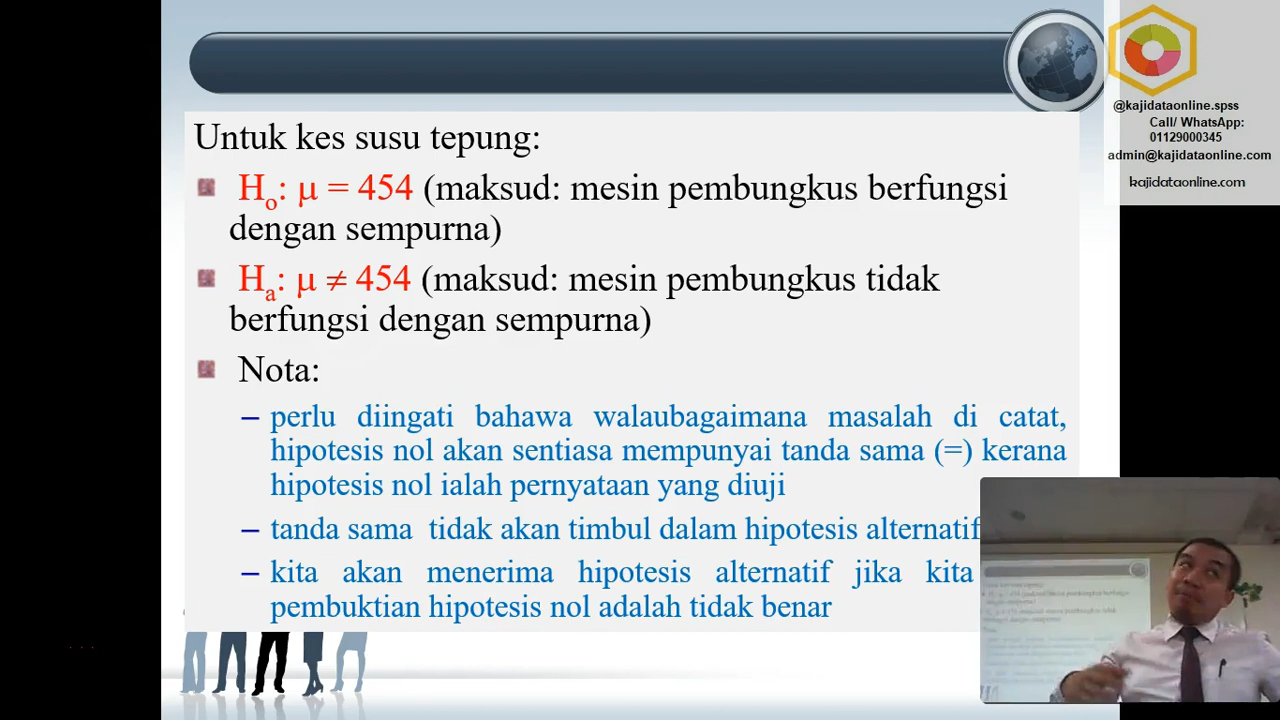 @kajidataonline.spss
Call/ WhatsApp:
01129000345
admin@kajidataonline.com
kajidataonline.com
Untuk kes susu tepung:
Ho: μ = 454 (maksud: mesin pembungkus berfungsi
dengan sempurna)
Ha: μ ≠ 454 (maksud: mesin pembungkus tidak
berfungsi dengan sempurna)
Nota:
– perlu diingati bahawa walaubagaimana masalah di catat,
hipotesis nol akan sentiasa mempunyai tanda sama (=) kerana
hipotesis nol ialah pernyataan yang diuji
– tanda sama tidak akan timbul dalam hipotesis alternatif
– kita akan menerima hipotesis alternatif jika kita
pembuktian hipotesis nol adalah tidak benar